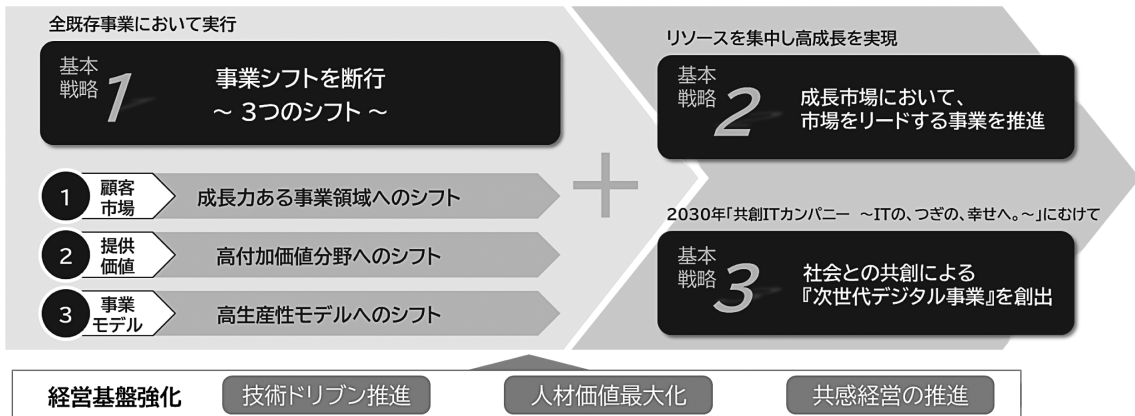 全既存事業において実行
基本
戦略 1
事業シフトを断行
~ 3つのシフト ~
1 顧客
市場
成長力ある事業領域へのシフト
2 提供
価値
高付加価値分野へのシフト
3 事業
モデル
高生産性モデルへのシフト
+
リソースを集中し高成長を実現
基本
戦略 2
成長市場において、
市場をリードする事業を推進
2030年「共創ITカンパニー ~ITの、つぎの、幸せへ。~」にむけて
基本
戦略 3
社会との共創による
『次世代デジタル事業』を創出
経営基盤強化 技術ドリブン推進 人材価値最大化 共感経営の推進